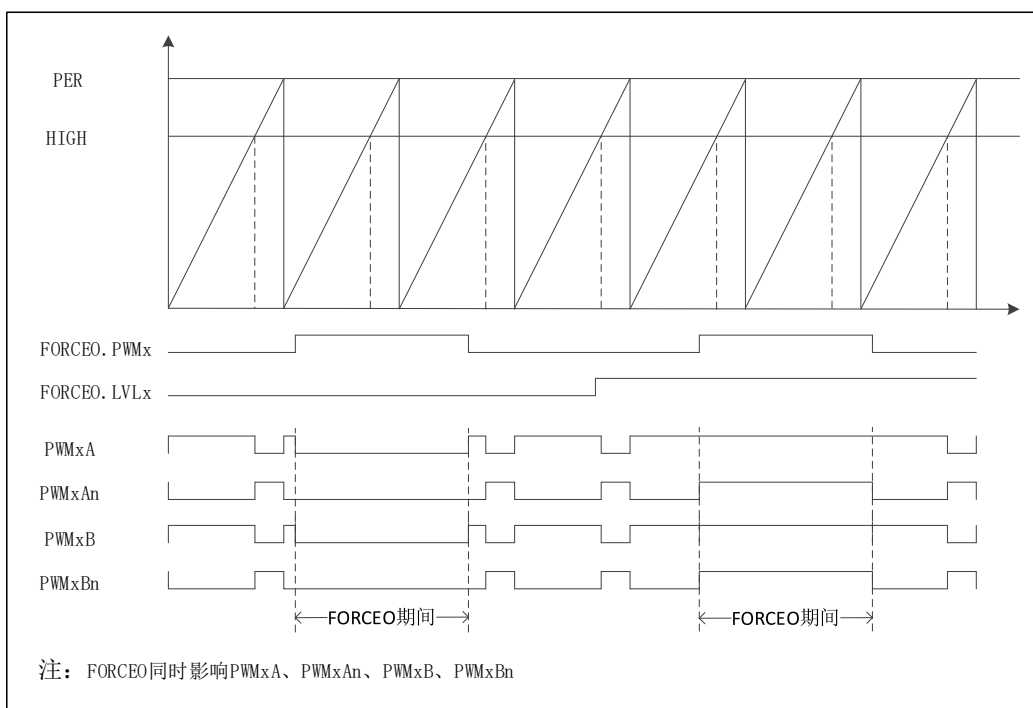 PER
HIGH
FORCEO.PWMx
FORCEO.LVLx
PWMxA
PWMxAn
PWMxB
PWMxBn
FORCEO期间
FORCEO期间
注：FORCEO同时影响PWMxA、PWMxAn、PWMxB、PWMxBn